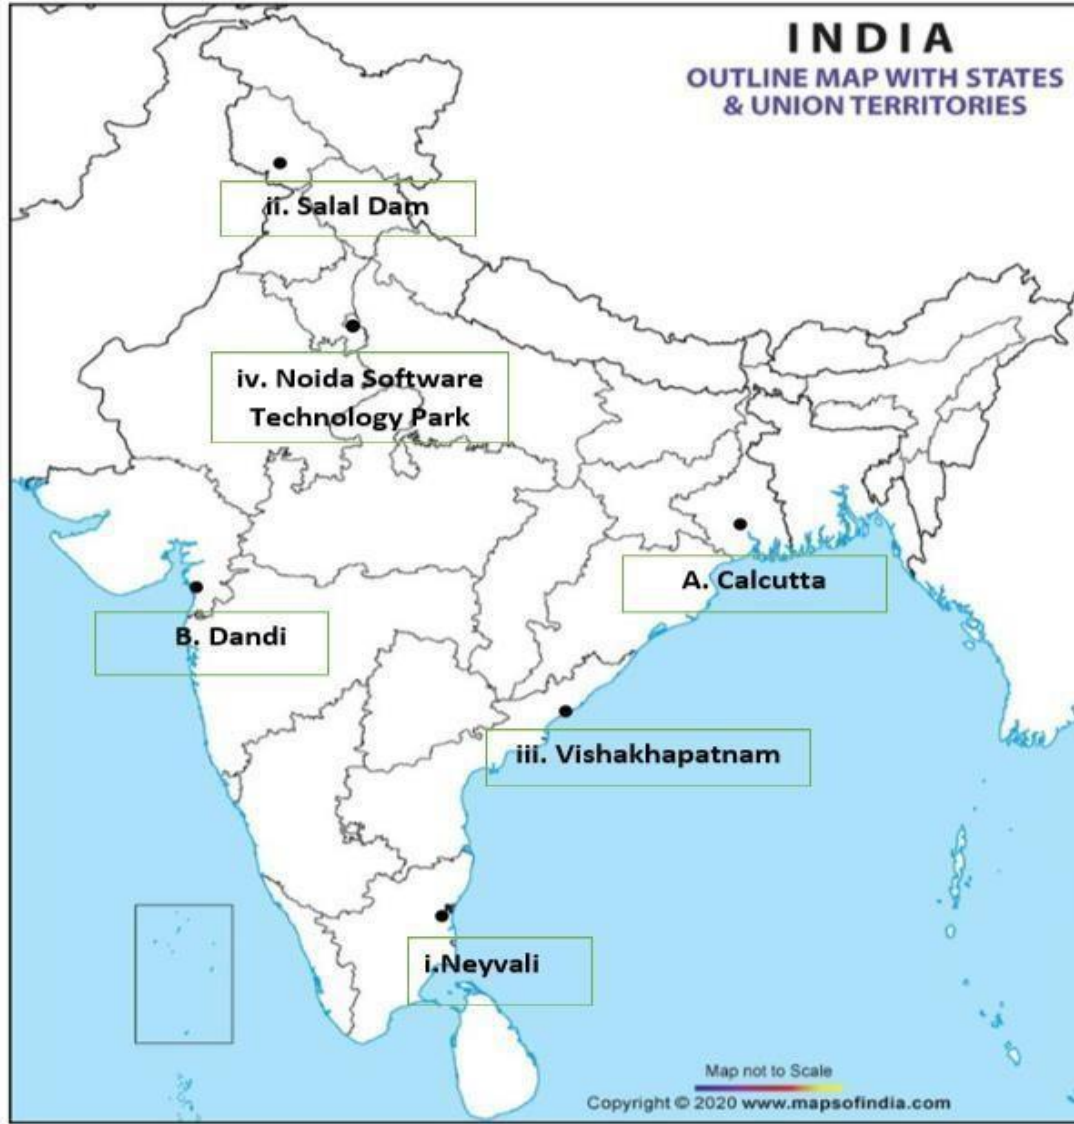 INDIA
OUTLINE MAP WITH STATES
& UNION TERRITORIES
ii. Salal Dam
iv. Noida Software
Technology Park
A. Calcutta
B. Dandi
iii. Vishakhapatnam
i.Neyvali
Map not to Scale
Copyright © 2020 www.mapsofindia.com